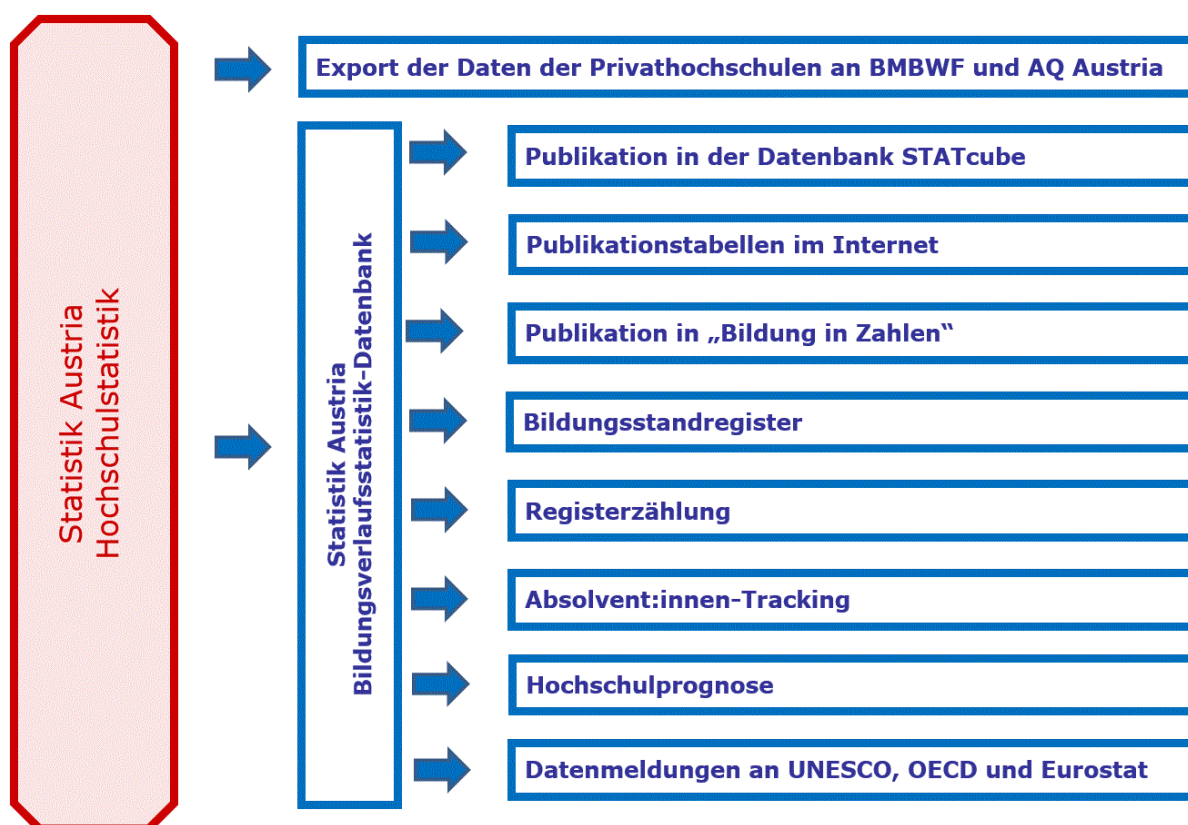 Statistik Austria
Hochschulstatistik
Export der Daten der Privathochschulen an BMBWF und AQ Austria
Statistik Austria
Bildungsverlaufsstatistik-Datenbank
Publikation in der Datenbank STATcube
Publikationstabellen im Internet
Publikation in „Bildung in Zahlen“
Bildungsstandregister
Registerzählung
Absolvent:innen-Tracking
Hochschulprognose
Datenmeldungen an UNESCO, OECD und Eurostat